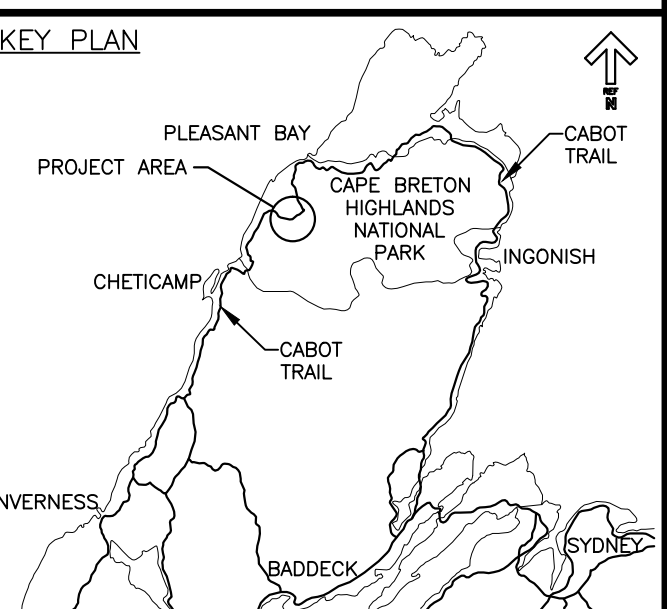 KEY PLAN
REF
N
PLEASANT BAY
CABOT
TRAIL
PROJECT AREA
CAPE BRETON
HIGHLANDS
NATIONAL
PARK
INGONISH
CHETICAMP
CABOT
TRAIL
NVERNESS
SYDNEY
BADDECK